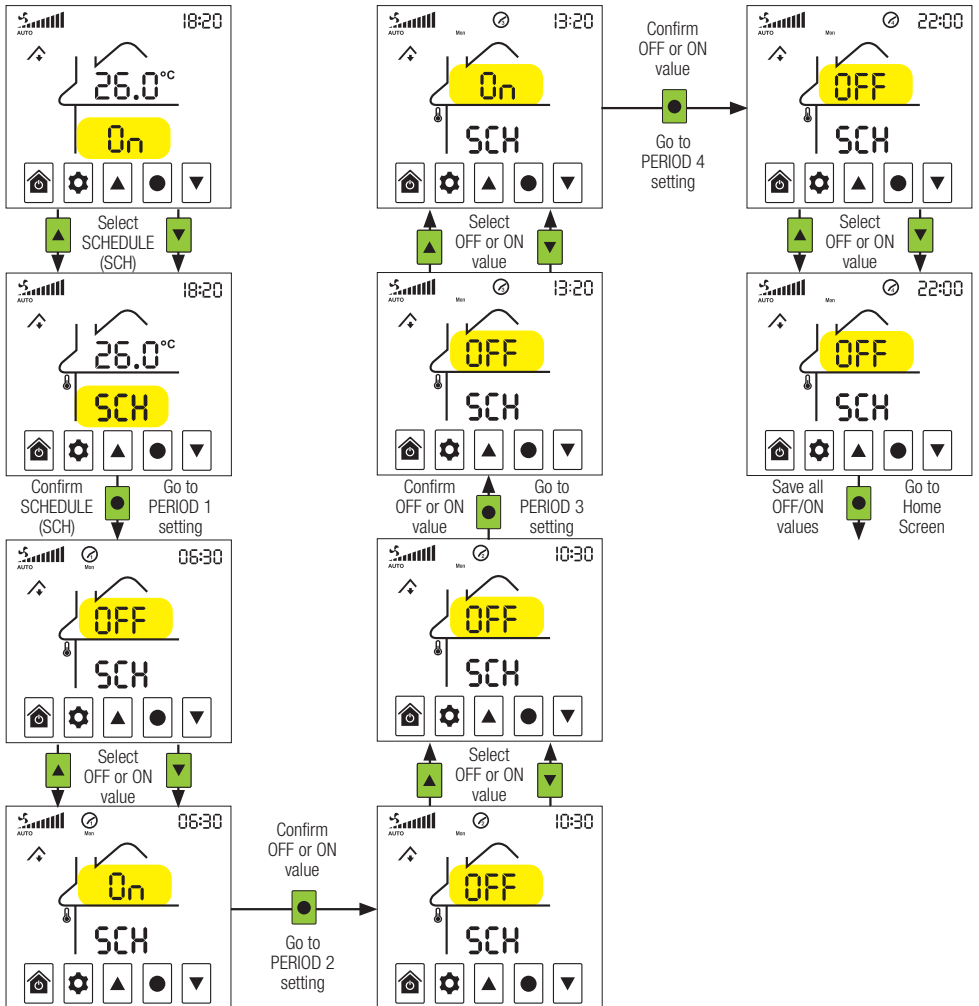 AUTO
18:20
26.0°C
On
Select
SCHEDULE
(SCH)
AUTO
18:20
26.0°C
SCH
Confirm
SCHEDULE
(SCH)
Go to
PERIOD 1
setting
AUTO
Mon
06:30
OFF
SCH
Select
OFF or ON
value
AUTO
Mon
06:30
On
SCH
Confirm
OFF or ON
value
Go to
PERIOD 2
setting
AUTO
Mon
10:30
OFF
SCH
Select
OFF or ON
value
AUTO
Mon
10:30
OFF
SCH
Confirm
OFF or ON
value
Go to
PERIOD 3
setting
AUTO
Mon
13:20
OFF
SCH
Select
OFF or ON
value
AUTO
Mon
13:20
On
SCH
Confirm
OFF or ON
value
Go to
PERIOD 4
setting
AUTO
Mon
22:00
OFF
SCH
Select
OFF or ON
value
AUTO
Mon
22:00
OFF
SCH
Save all
OFF/ON
values
Go to
Home
Screen